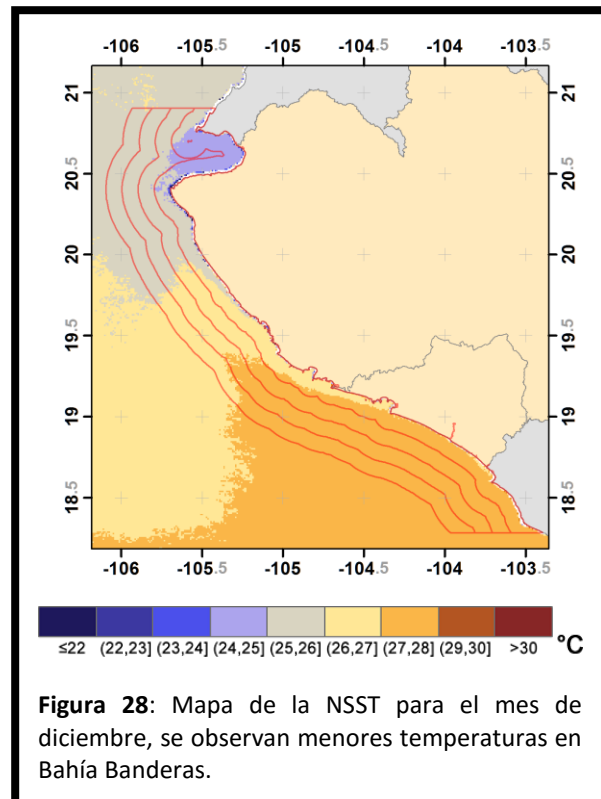 -106 -105.5 -105 -104.5 -104 -103.5
21
20.5
20
19.5
19
18.5
-106 -105.5 -105 -104.5 -104 -103.5
21
20.5
20
19.5
19
18.5
≤22 (22,23] (23,24] (24,25] (25,26] (26,27] (27,28] (29,30] >30 °C
Figura 28: Mapa de la NSST para el mes de
diciembre, se observan menores temperaturas en
Bahía Banderas.